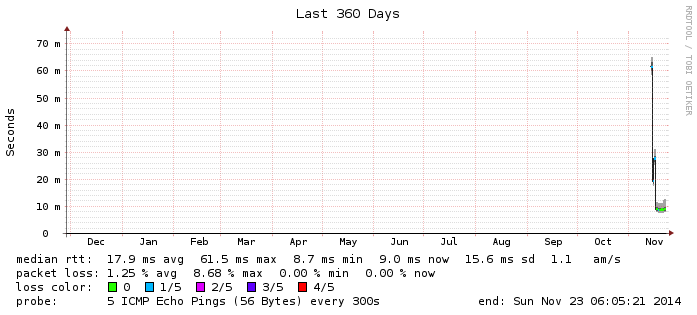 Last 360 Days
RRDTOOL / TOBI OETIKER
Seconds
70 m
60 m
50 m
40 m
30 m
20 m
10 m
0
Dec Jan Feb Mar Apr May Jun Jul Aug Sep Oct Nov
median rtt: 17.9 ms avg 61.5 ms max 8.7 ms min 9.0 ms now 15.6 ms sd 1.1 am/s
packet loss: 1.25 % avg 8.68 % max 0.00 % min 0.00 % now
loss color: 0 1/5 2/5 3/5 4/5
probe: 5 ICMP Echo Pings (56 Bytes) every 300s end: Sun Nov 23 06:05:21 2014